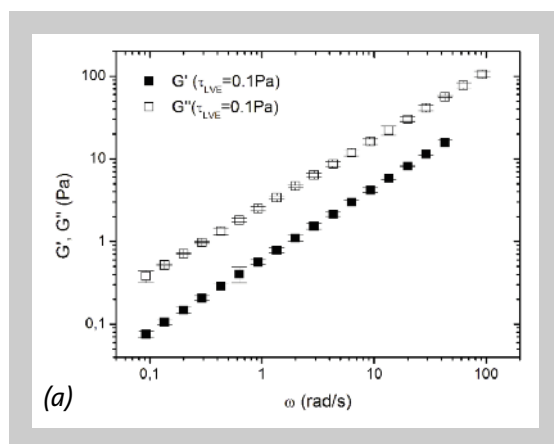 100
10
1
0,1
G', G'' (Pa)
G' (τLVE=0.1Pa)
G''(τLVE=0.1Pa)
0,1 1 10 100
ω (rad/s)
(a)